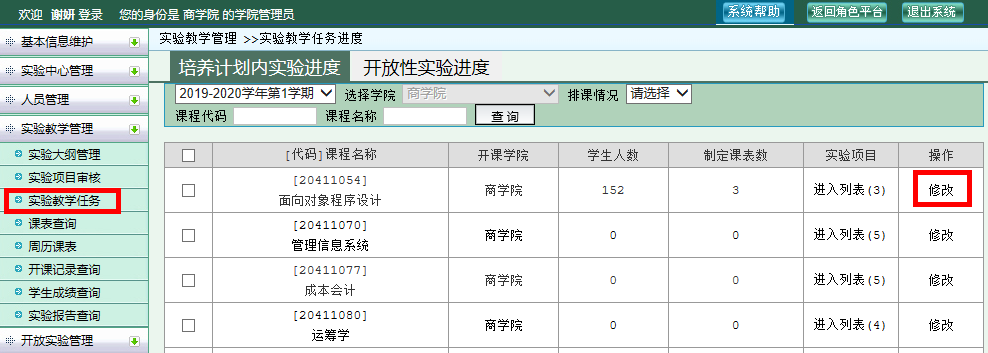 欢迎 谢妍 登录 您的身份是 商学院 的学院管理员
系统帮助 返回角色平台 退出系统
基本信息维护
实验中心管理
人员管理
实验教学管理
实验大纲管理
实验项目审核
实验教学任务
课表查询
周历课表
开课记录查询
学生成绩查询
实验报告查询
开放实验管理
实验教学管理 >>实验教学任务进度
培养计划内实验进度 开放性实验进度
2019-2020学年第1学期 选择学院 商学院 排课情况 请选择
课程代码 课程名称 查 询
[代码]课程名称 开课学院 学生人数 制定课表数 实验项目 操作
[20411054]
面向对象程序设计 商学院 152 3 进入列表(3) 修改
[20411070]
管理信息系统 商学院 0 0 进入列表(5) 修改
[20411077]
成本会计 商学院 0 0 进入列表(5) 修改
[20411080]
运筹学 商学院 0 0 进入列表(4) 修改